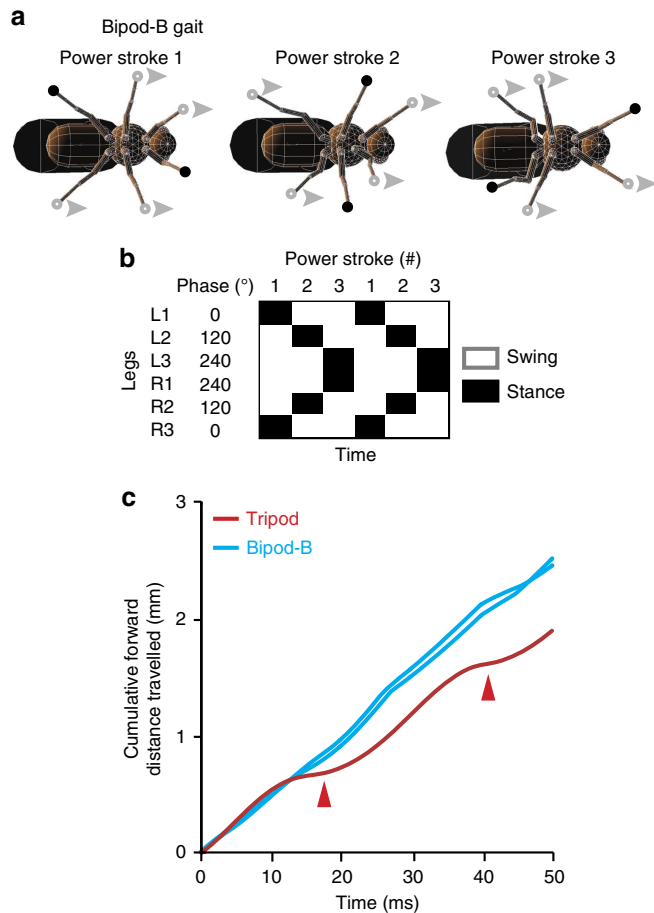 a
Bipod-B gait
Power stroke 1 Power stroke 2 Power stroke 3
b
Power stroke (#)
Phase (°) 1 2 3 1 2 3
Legs
L1 0
L2 120
L3 240
R1 240
R2 120
R3 0
Swing
Stance
Time
c
Tripod
Bipod-B
Cumulative forward
distance travelled (mm)
3
2
1
0
0 10 20 30 40 50
Time (ms)